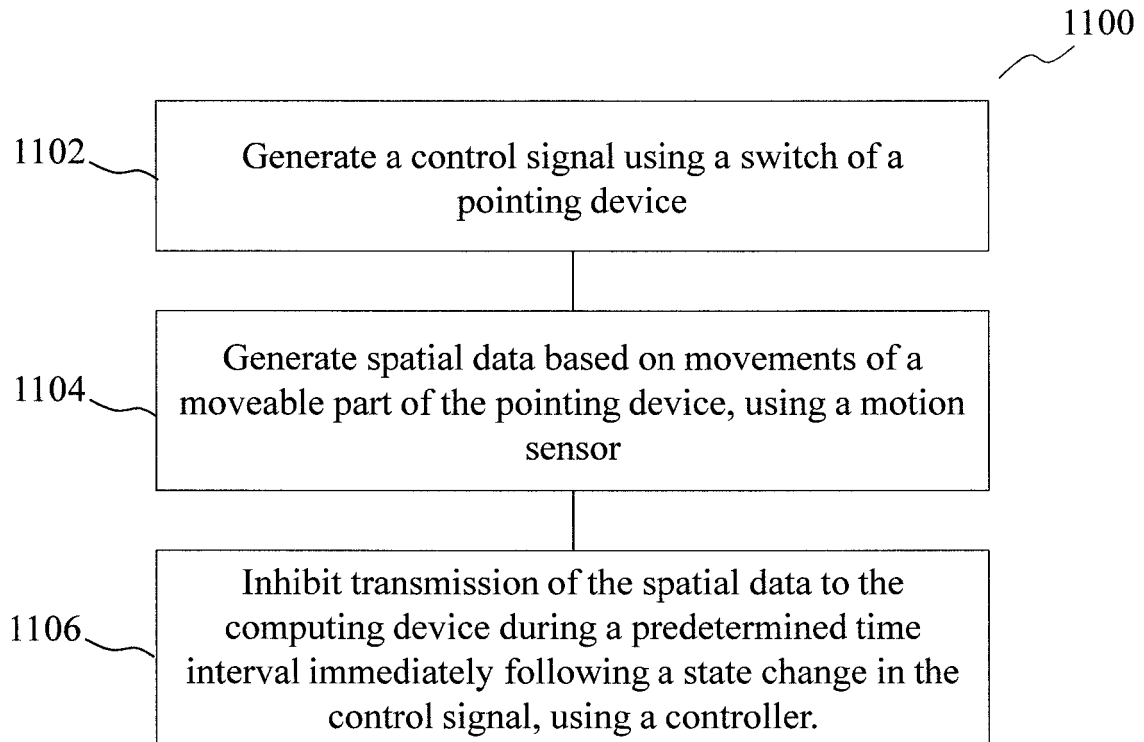 1100
1102
Generate a control signal using a switch of a
pointing device
1104
Generate spatial data based on movements of a
moveable part of the pointing device, using a motion
sensor
1106
Inhibit transmission of the spatial data to the
computing device during a predetermined time
interval immediately following a state change in the
control signal, using a controller.